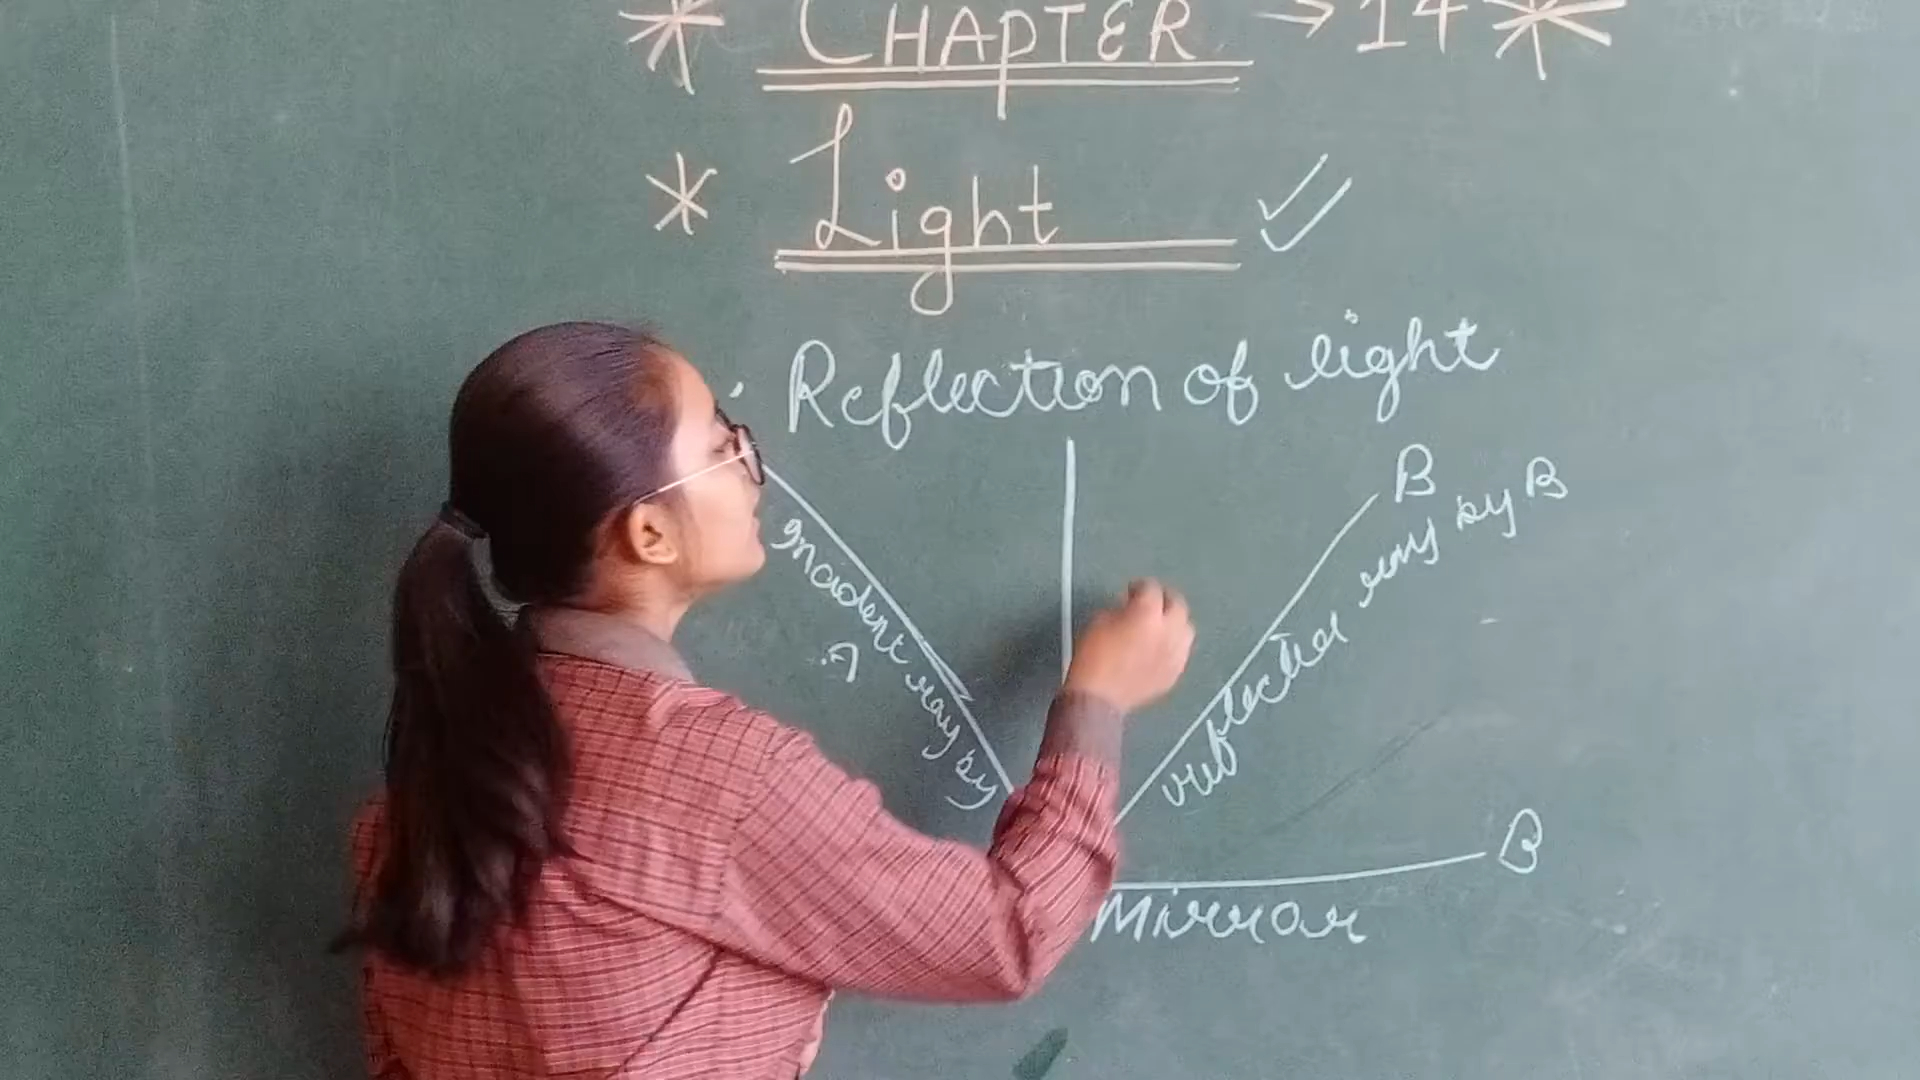 * CHAPTER → 14 *
* Light
Reflection of light
B
Incident ray by
A
reflected ray by B
B
Mirror